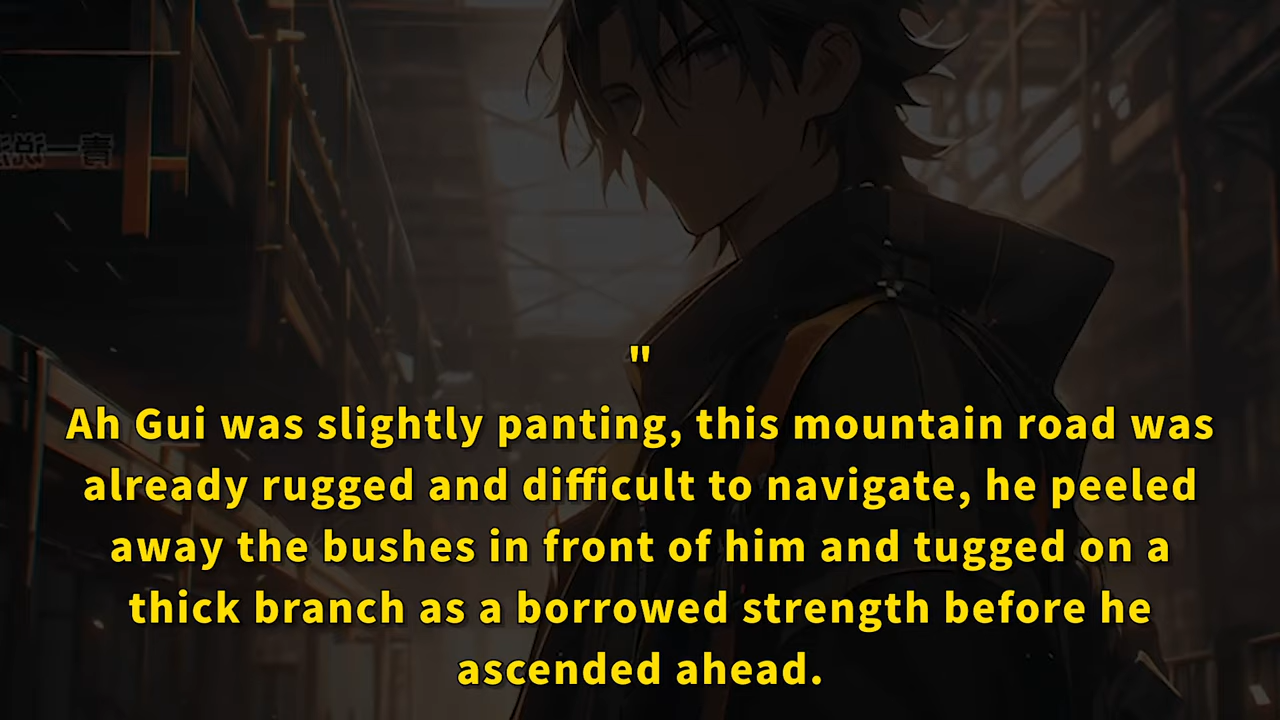 "
Ah Gui was slightly panting, this mountain road was
already rugged and difficult to navigate, he peeled
away the bushes in front of him and tugged on a
thick branch as a borrowed strength before he
ascended ahead.